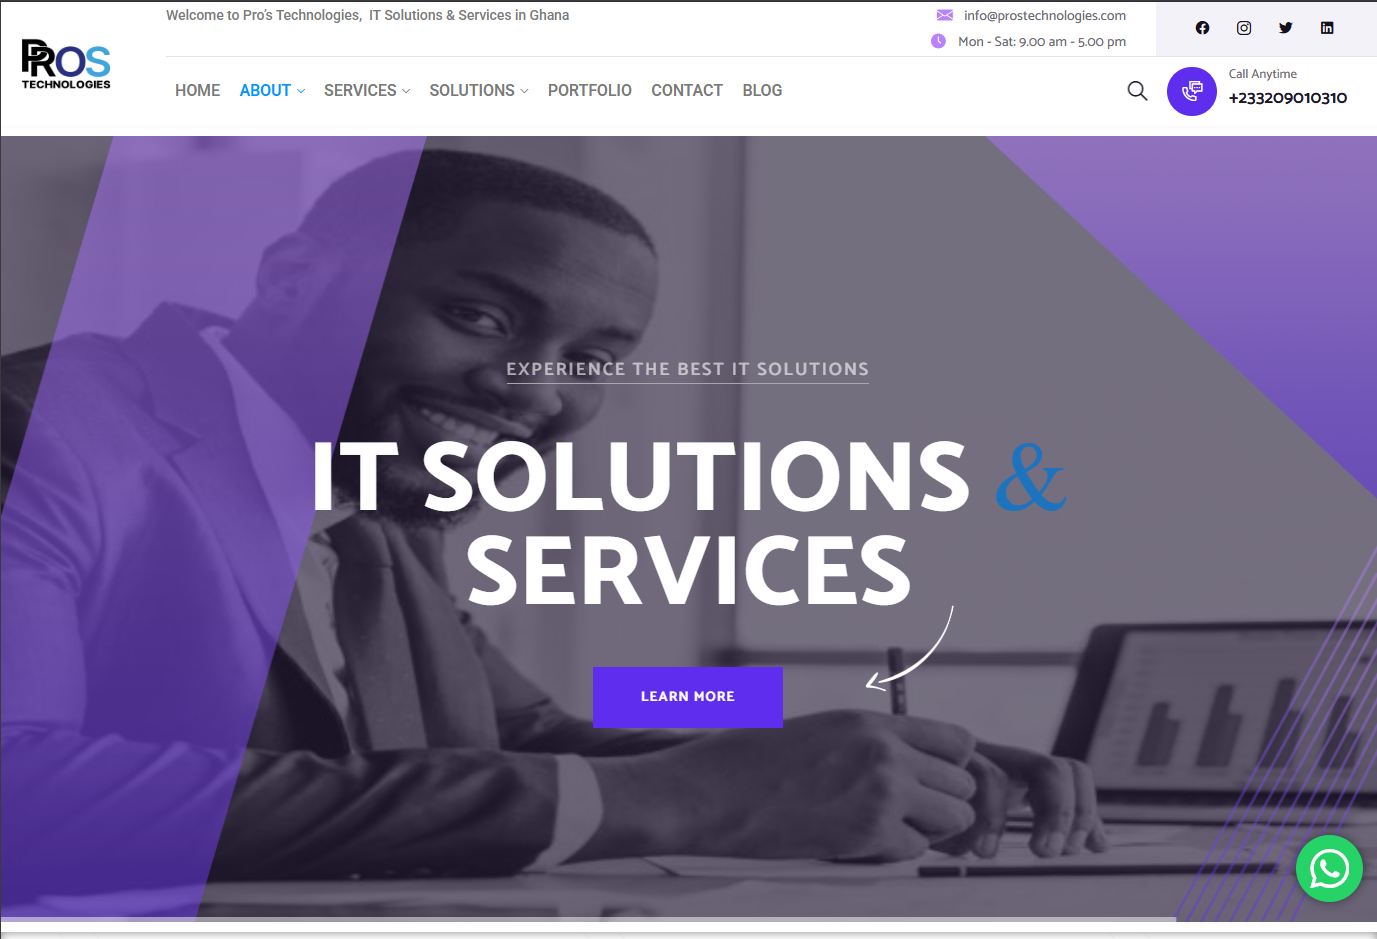 Welcome to Pro's Technologies, IT Solutions & Services in Ghana
info@prostechnologies.com
Mon - Sat: 9.00 am - 5.00 pm
PROS
TECHNOLOGIES
HOME ABOUT SERVICES SOLUTIONS PORTFOLIO CONTACT BLOG
Call Anytime
+233209010310
EXPERIENCE THE BEST IT SOLUTIONS
IT SOLUTIONS &
SERVICES
LEARN MORE